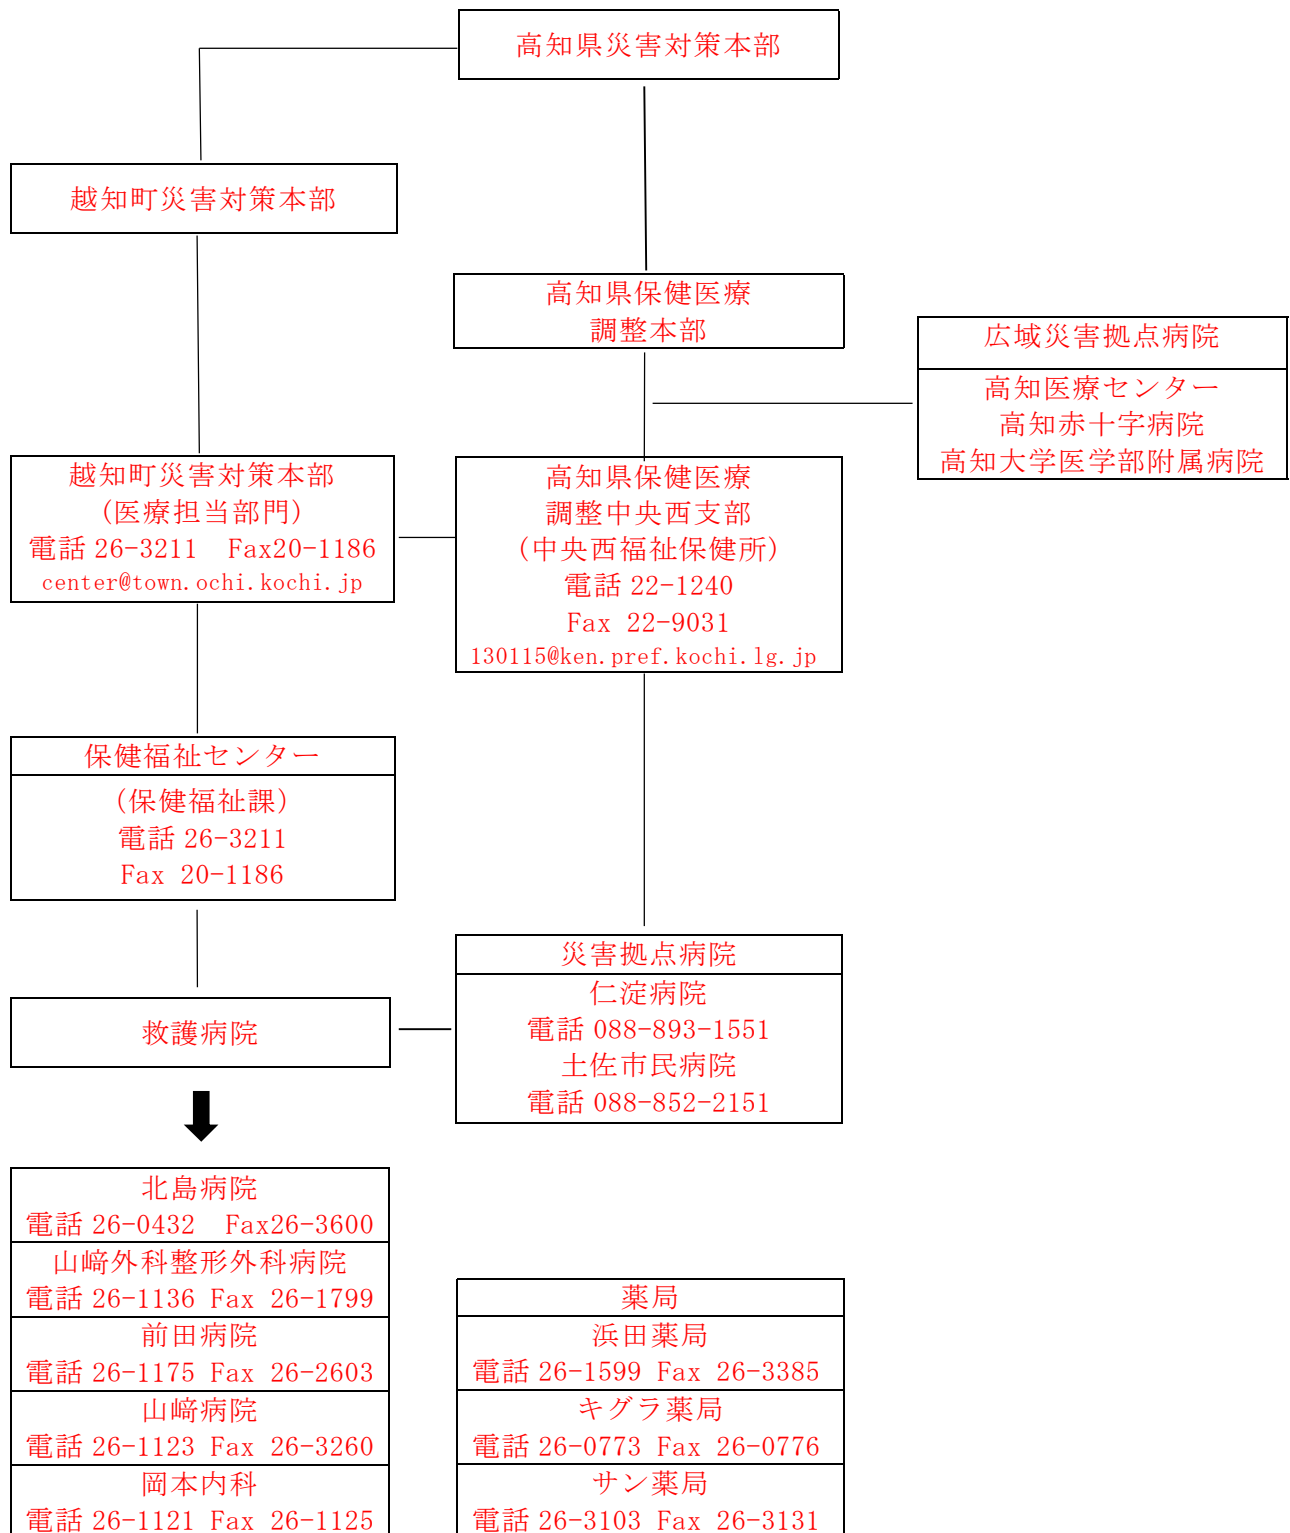 高知県災害対策本部
越知町災害対策本部
高知県保健医療
調整本部
広域災害拠点病院
高知医療センター
高知赤十字病院
高知大学医学部附属病院
越知町災害対策本部
(医療担当部門)
電話 26-3211　Fax20-1186
center@town.ochi.kochi.jp
高知県保健医療
調整中央西支部
(中央西福祉保健所)
電話 22-1240
Fax 22-9031
130115@ken.pref.kochi.lg.jp
保健福祉センター
(保健福祉課)
電話 26-3211
Fax 20-1186
災害拠点病院
仁淀病院
電話 088-893-1551
土佐市民病院
電話 088-852-2151
救護病院
北島病院
電話 26-0432　Fax26-3600
山﨑外科整形外科病院
電話 26-1136 Fax 26-1799
前田病院
電話 26-1175 Fax 26-2603
山﨑病院
電話 26-1123 Fax 26-3260
岡本内科
電話 26-1121 Fax 26-1125
薬局
浜田薬局
電話 26-1599 Fax 26-3385
キグラ薬局
電話 26-0773 Fax 26-0776
サン薬局
電話 26-3103 Fax 26-3131